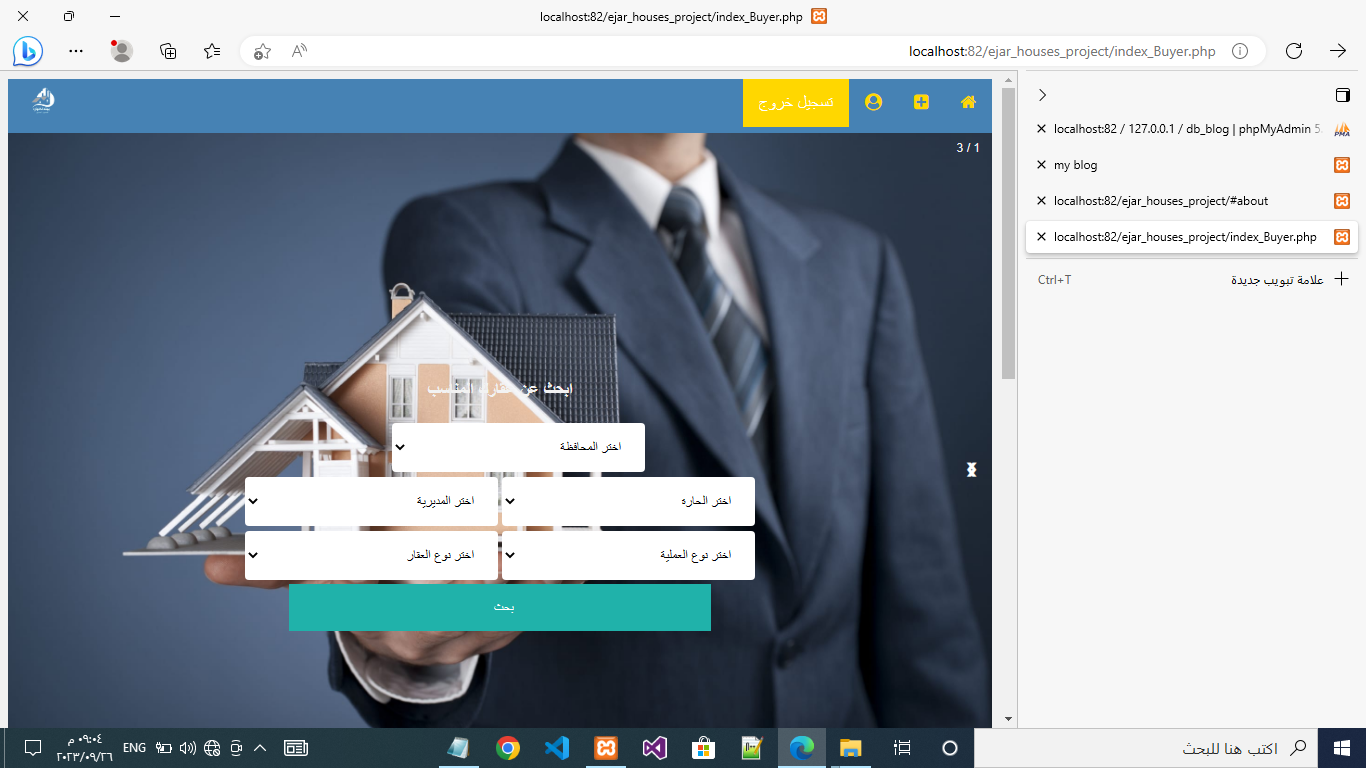 localhost:82/ejar_houses_project/index_Buyer.php
localhost:82/ejar_houses_project/index_Buyer.php
تسجيل خروج
3 / 1
ابحث عن عقارك المناسب
اختر المحافظة
اختر الحارة
اختر المديرية
اختر نوع العملية
اختر نوع العقار
بحث
localhost:82 / 127.0.0.1 / db_blog | phpMyAdmin 5.
my blog
localhost:82/ejar_houses_project/#about
localhost:82/ejar_houses_project/index_Buyer.php
علامة تبويب جديدة
Ctrl+T
اكتب هنا للبحث
ENG
٠٩:٠٤ م
٢٠٢٣/٠٩/٢٦